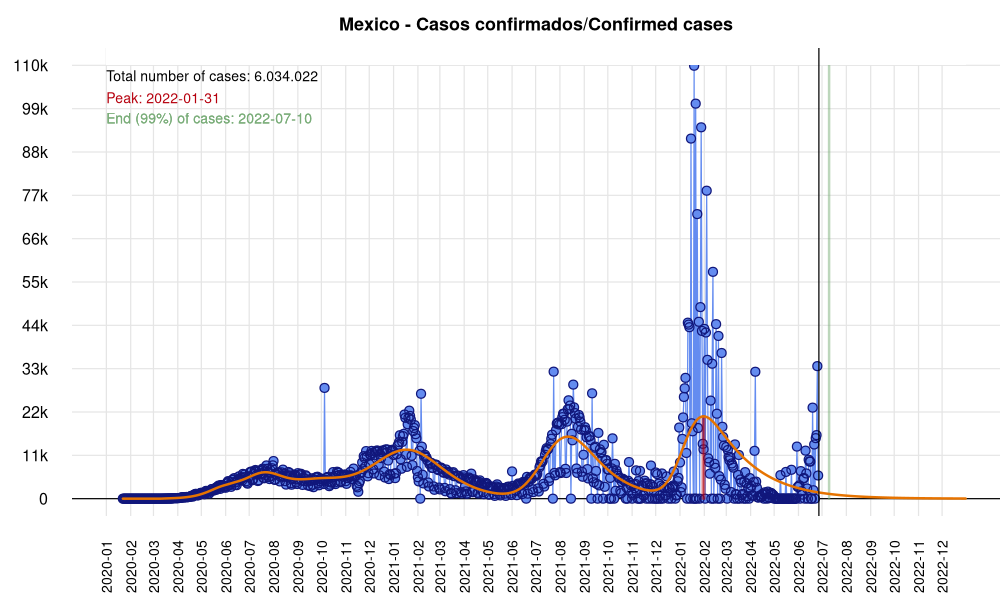 Mexico - Casos confirmados/Confirmed cases
110k
Total number of cases: 6.034.022
Peak: 2022-01-31
End (99%) of cases: 2022-07-10
99k
88k
77k
66k
55k
44k
33k
22k
11k
0
2020-01
2020-02
2020-03
2020-04
2020-05
2020-06
2020-07
2020-08
2020-09
2020-10
2020-11
2020-12
2021-01
2021-02
2021-03
2021-04
2021-05
2021-06
2021-07
2021-08
2021-09
2021-10
2021-11
2021-12
2022-01
2022-02
2022-03
2022-04
2022-05
2022-06
2022-07
2022-08
2022-09
2022-10
2022-11
2022-12